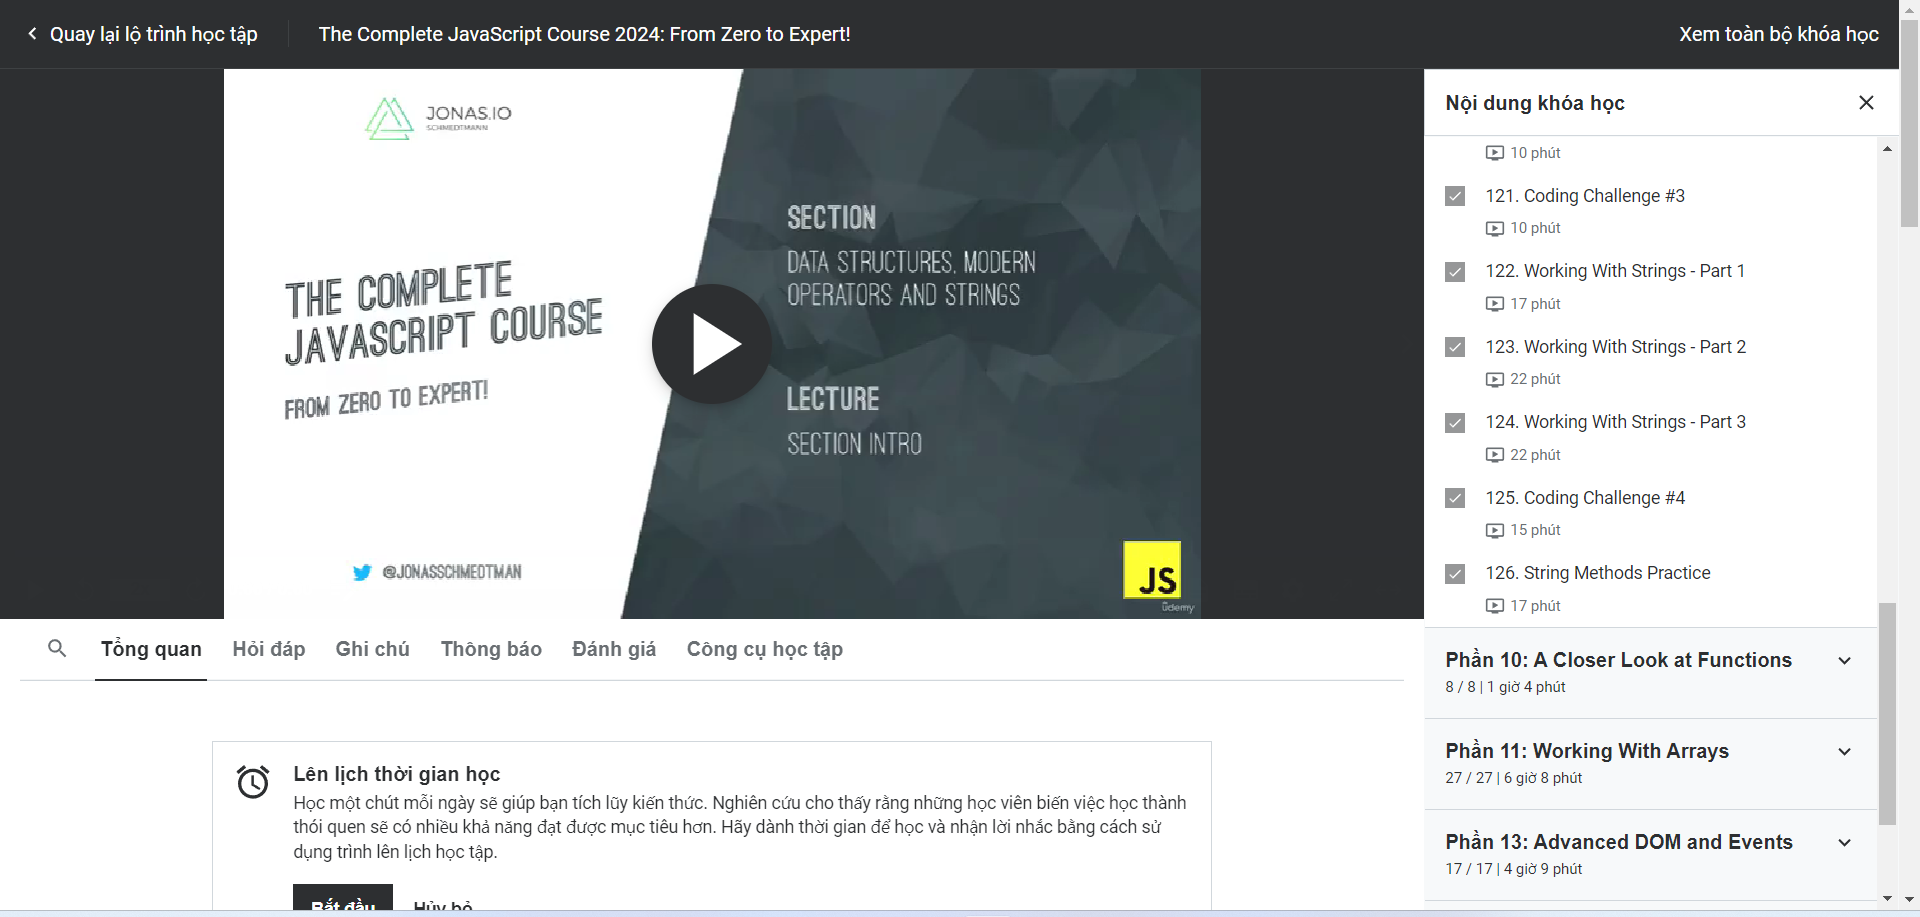 Quay lại lộ trình học tập
The Complete JavaScript Course 2024: From Zero to Expert!
Xem toàn bộ khóa học
JONAS.IO
SCHMEDTMANN
THE COMPLETE
JAVASCRIPT COURSE
FROM ZERO TO EXPERT!
@JONASSCHMEDTMAN
SECTION
DATA STRUCTURES, MODERN
OPERATORS AND STRINGS
LECTURE
SECTION INTRO
JS
udemy
Nội dung khóa học
10 phút
121. Coding Challenge #3
10 phút
122. Working With Strings - Part 1
17 phút
123. Working With Strings - Part 2
22 phút
124. Working With Strings - Part 3
22 phút
125. Coding Challenge #4
15 phút
126. String Methods Practice
17 phút
Phần 10: A Closer Look at Functions
8 / 8 | 1 giờ 4 phút
Phần 11: Working With Arrays
27 / 27 | 6 giờ 8 phút
Phần 13: Advanced DOM and Events
17 / 17 | 4 giờ 9 phút
Tổng quan
Hỏi đáp
Ghi chú
Thông báo
Đánh giá
Công cụ học tập
Lên lịch thời gian học
Học một chút mỗi ngày sẽ giúp bạn tích lũy kiến thức. Nghiên cứu cho thấy rằng những học viên biến việc học thành
thói quen sẽ có nhiều khả năng đạt được mục tiêu hơn. Hãy dành thời gian để học và nhận lời nhắc bằng cách sử
dụng trình lên lịch học tập.
Bắt đầu
Hủy bỏ